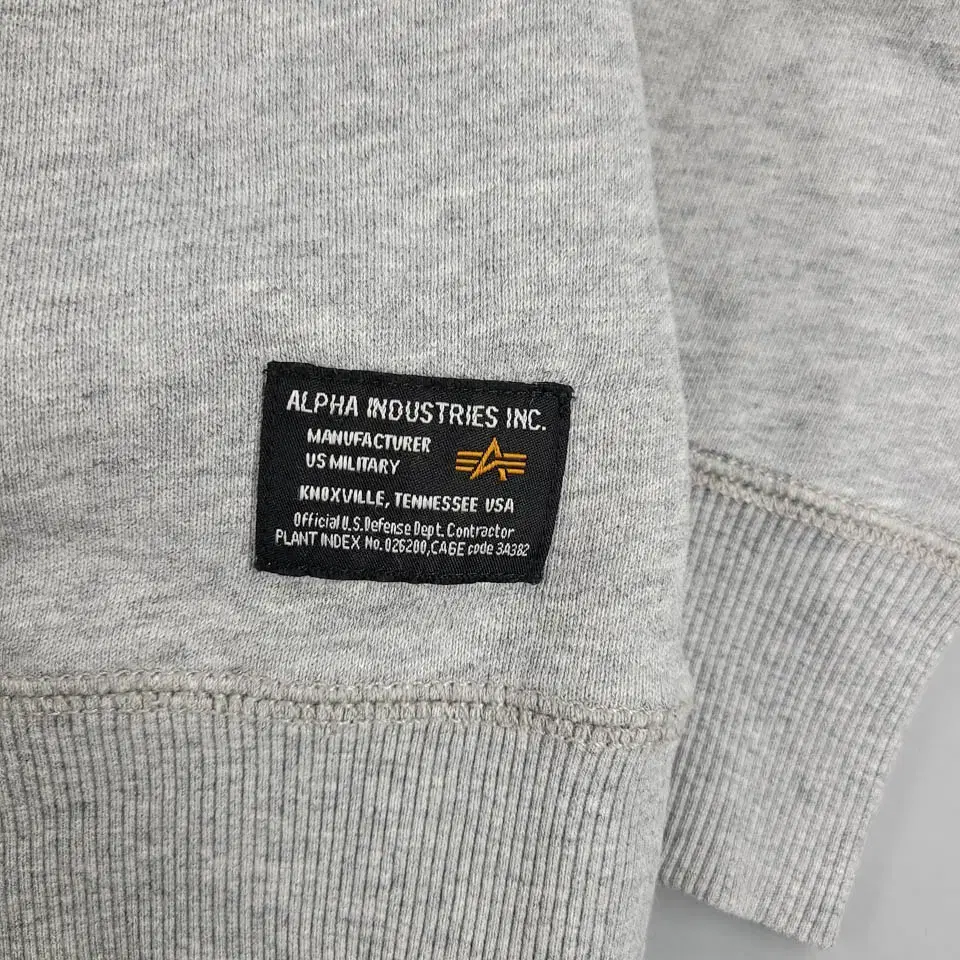 ALPHA INDUSTRIES INC.
MANUFACTURER
US MILITARY
KNOXVILLE, TENNESSEE USA
Official U.S. Defense Dept. Contractor
PLANT INDEX No. 026200, CAGE code 3A382